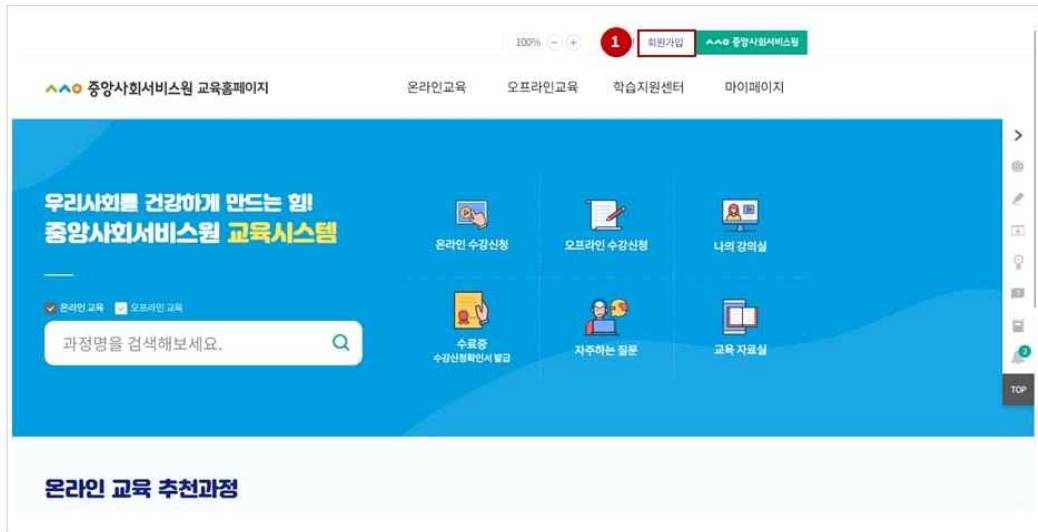 100%
1
회원가입
중앙사회서비스원
중앙사회서비스원 교육홈페이지
온라인교육
오프라인교육
학습지원센터
마이페이지
우리사회를 건강하게 만드는 힘!
중앙사회서비스원 교육시스템
온라인 교육
오프라인 교육
과정명을 검색해보세요.
온라인 수강신청
오프라인 수강신청
나의 강의실
수료증
수강신청확인서 발급
자주하는 질문
교육 자료실
2
TOP
온라인 교육 추천과정